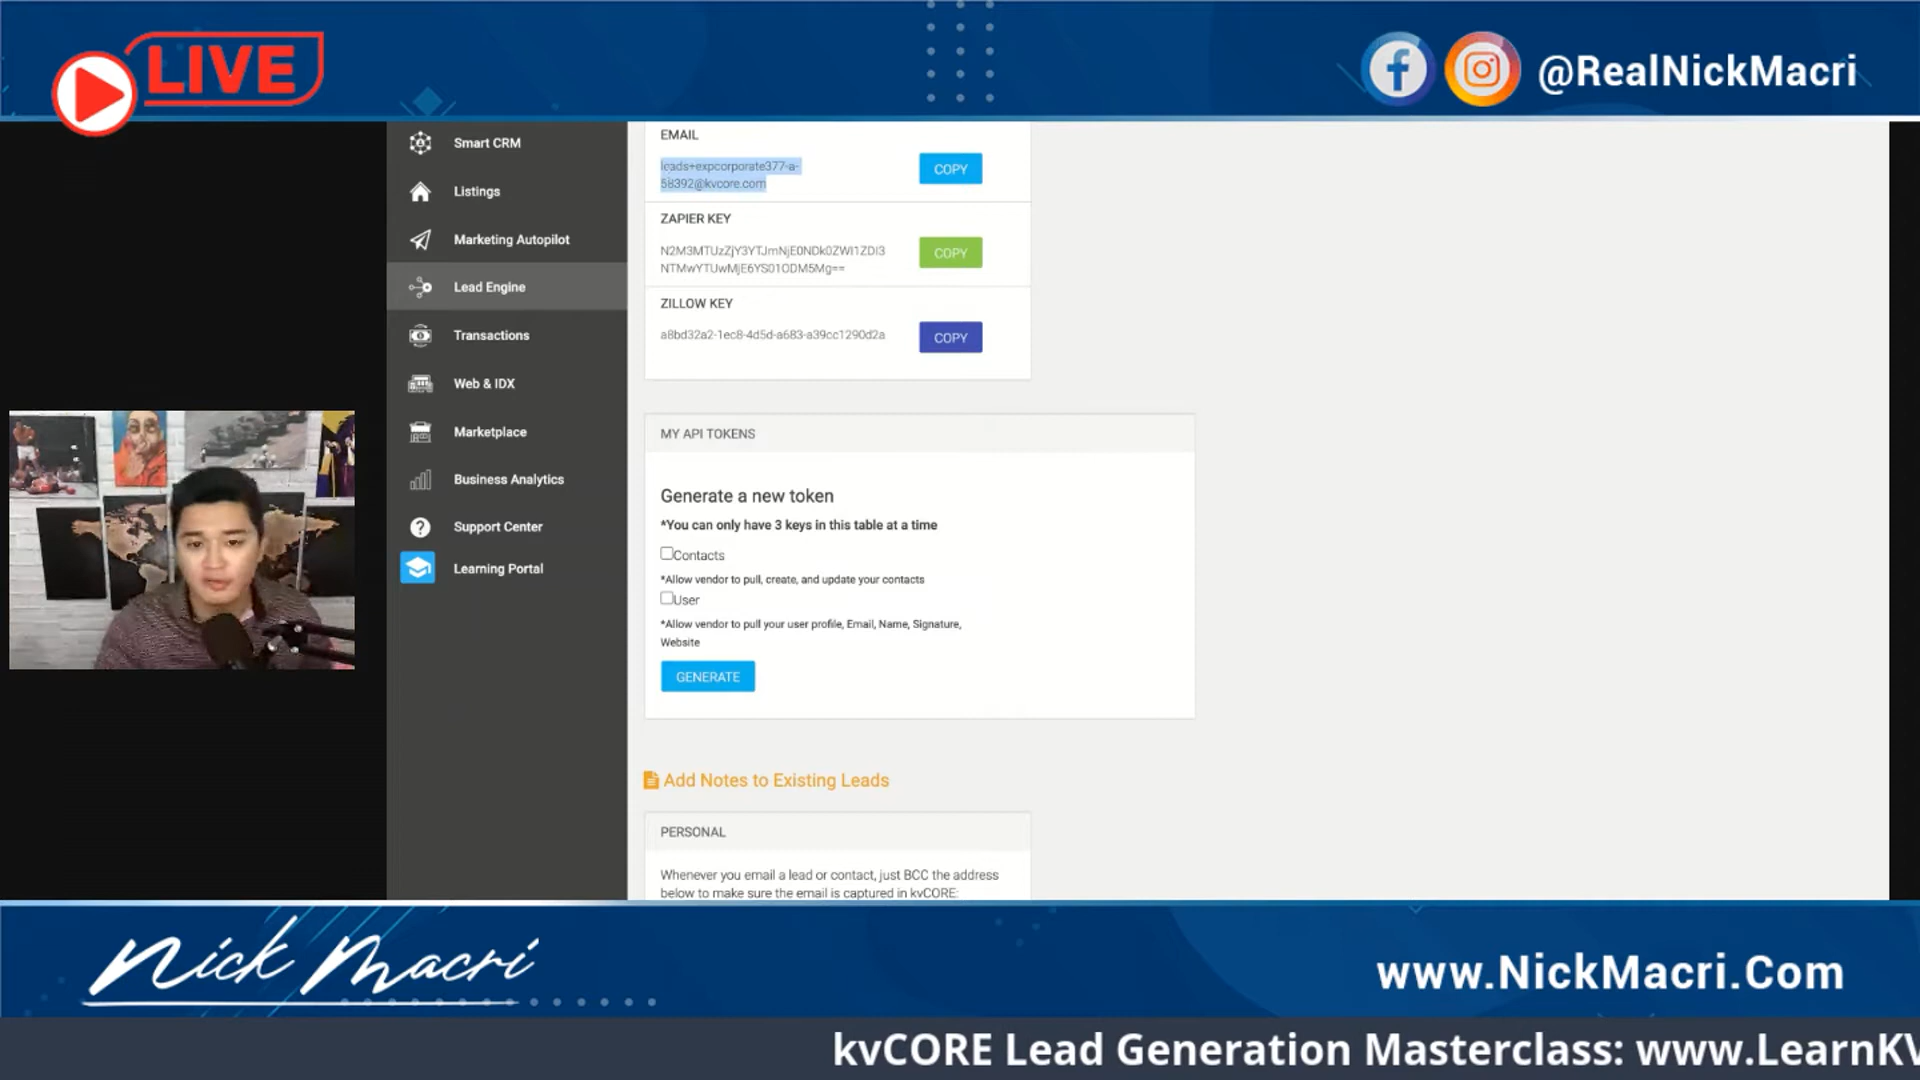 LIVE
@RealNickMacri
Smart CRM
Listings
Marketing Autopilot
Lead Engine
Transactions
Web & IDX
Marketplace
Business Analytics
Support Center
Learning Portal
EMAIL
leads+expcorporate377-a-
58392@kvcore.com
COPY
ZAPIER KEY
N2M3MTUzZjY3YTJmNjE0NDk0ZWI1ZDI3
NTMwYTUwMjE6YS01ODM5Mg==
COPY
ZILLOW KEY
a8bd32a2-1ec8-4d5d-a683-a39cc1290d2a
COPY
MY API TOKENS
Generate a new token
*You can only have 3 keys in this table at a time
Contacts
*Allow vendor to pull, create, and update your contacts
User
*Allow vendor to pull your user profile, Email, Name, Signature,
Website
GENERATE
Add Notes to Existing Leads
PERSONAL
Whenever you email a lead or contact, just BCC the address
below to make sure the email is captured in kvCORE:
Nick Macri
www.NickMacri.Com
kvCORE Lead Generation Masterclass: www.LearnKV